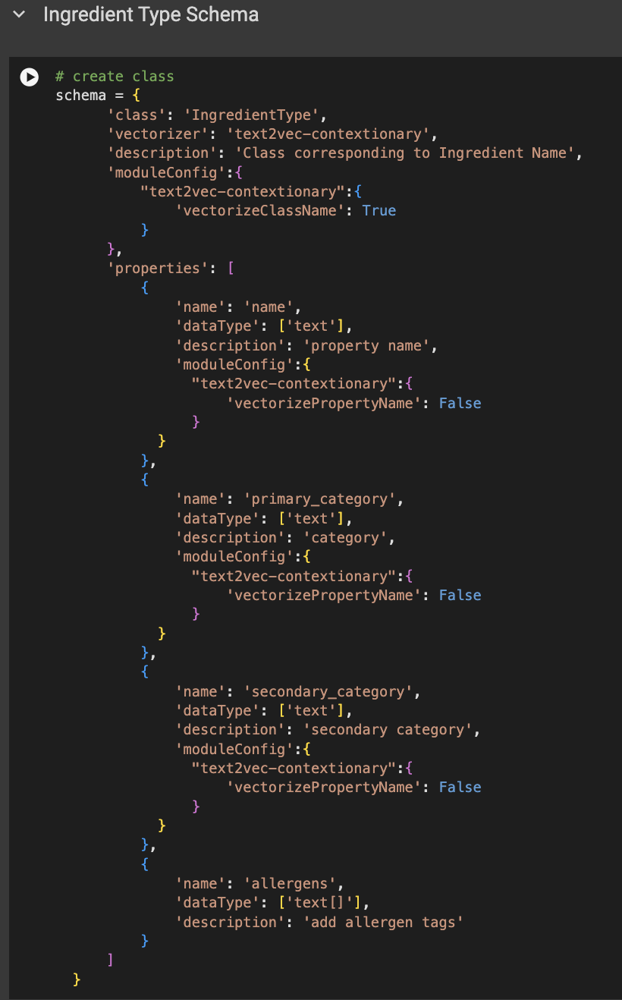 Ingredient Type Schema
# create class
schema = {
'class': 'IngredientType',
'vectorizer': 'text2vec-contextionary',
'description': 'Class corresponding to Ingredient Name',
'moduleConfig':{
"text2vec-contextionary":{
'vectorizeClassName': True
}
},
'properties': [
{
'name': 'name',
'dataType': ['text'],
'description': 'property name',
'moduleConfig':{
"text2vec-contextionary":{
'vectorizePropertyName': False
}
}
},
{
'name': 'primary_category',
'dataType': ['text'],
'description': 'category',
'moduleConfig':{
"text2vec-contextionary":{
'vectorizePropertyName': False
}
}
},
{
'name': 'secondary_category',
'dataType': ['text'],
'description': 'secondary category',
'moduleConfig':{
"text2vec-contextionary":{
'vectorizePropertyName': False
}
}
},
{
'name': 'allergens',
'dataType': ['text[]'],
'description': 'add allergen tags'
}
]
}